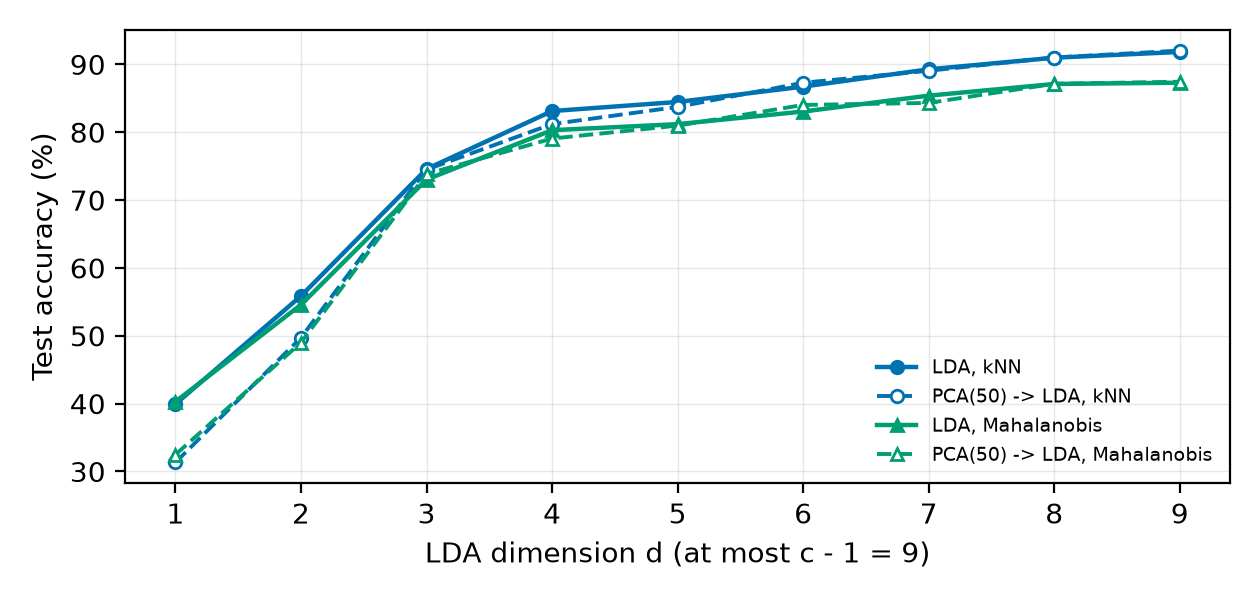 90
80
70
60
50
40
30
Test accuracy (%)
1 2 3 4 5 6 7 8 9
LDA dimension d (at most c - 1 = 9)
LDA, kNN
PCA(50) -> LDA, kNN
LDA, Mahalanobis
PCA(50) -> LDA, Mahalanobis